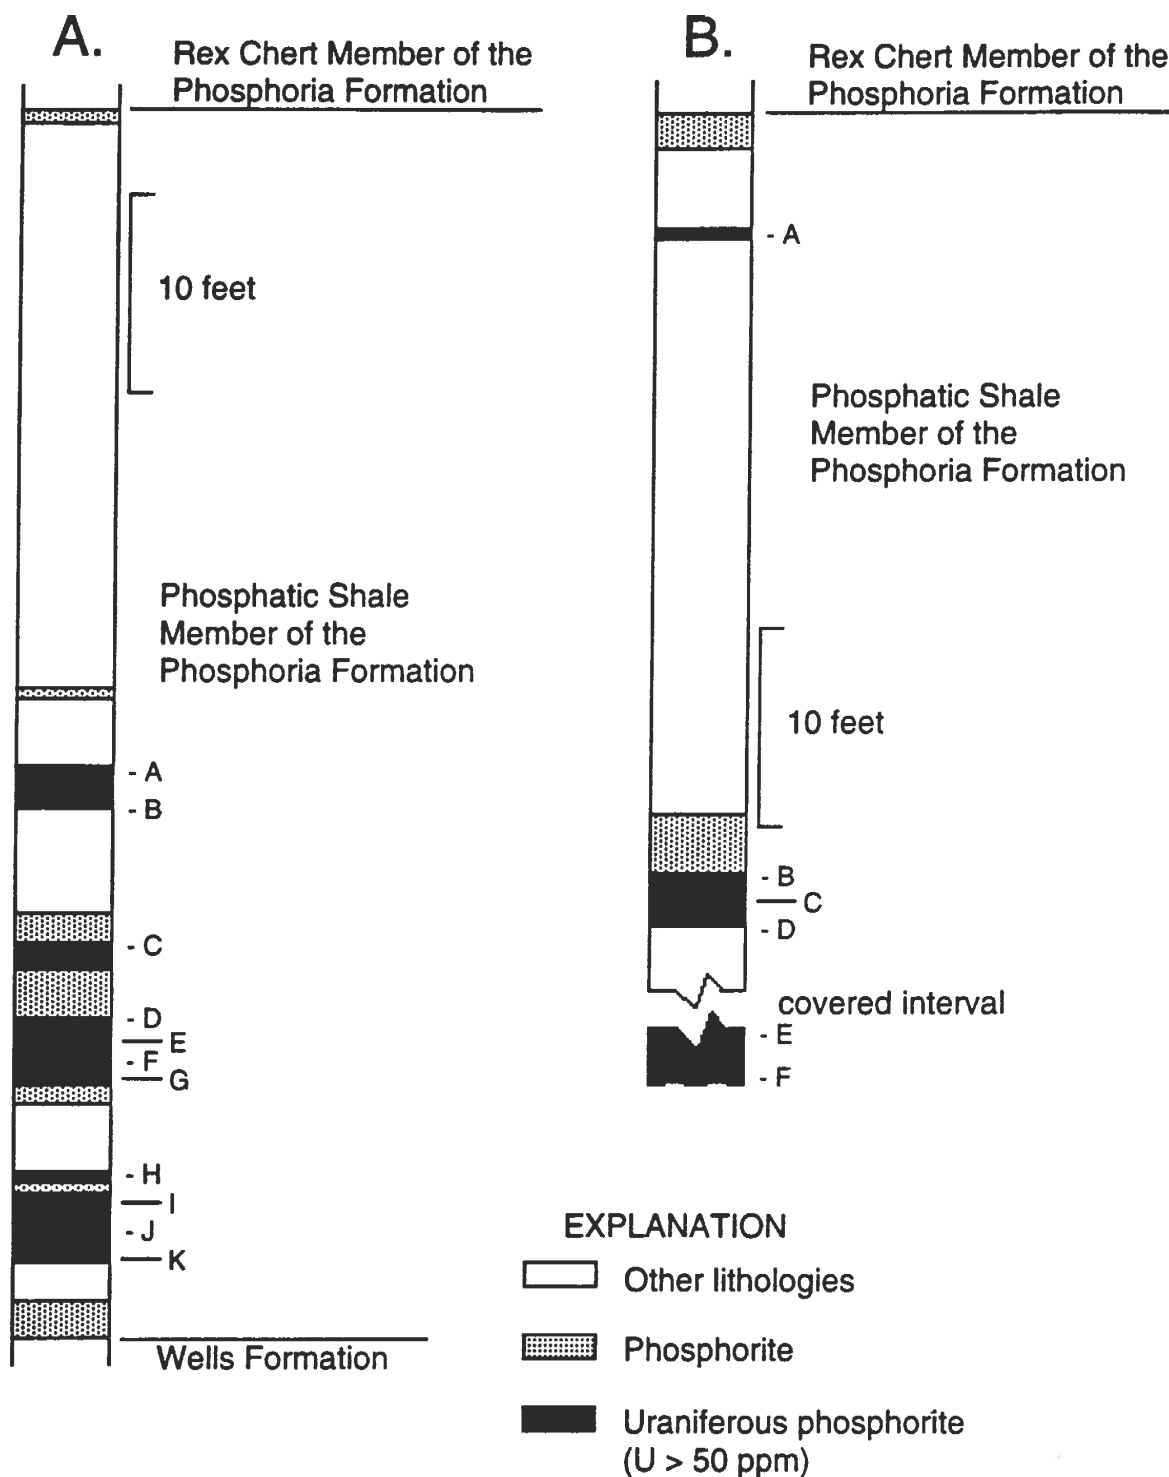 A.
Rex Chert Member of the
Phosphoria Formation
10 feet
Phosphatic Shale
Member of the
Phosphoria Formation
- A
- B
- C
- D
E
- F
G
- H
I
- J
K
Wells Formation
B.
Rex Chert Member of the
Phosphoria Formation
- A
Phosphatic Shale
Member of the
Phosphoria Formation
10 feet
- B
C
- D
covered interval
- E
- F
EXPLANATION
Other lithologies
Phosphorite
Uraniferous phosphorite
(U > 50 ppm)